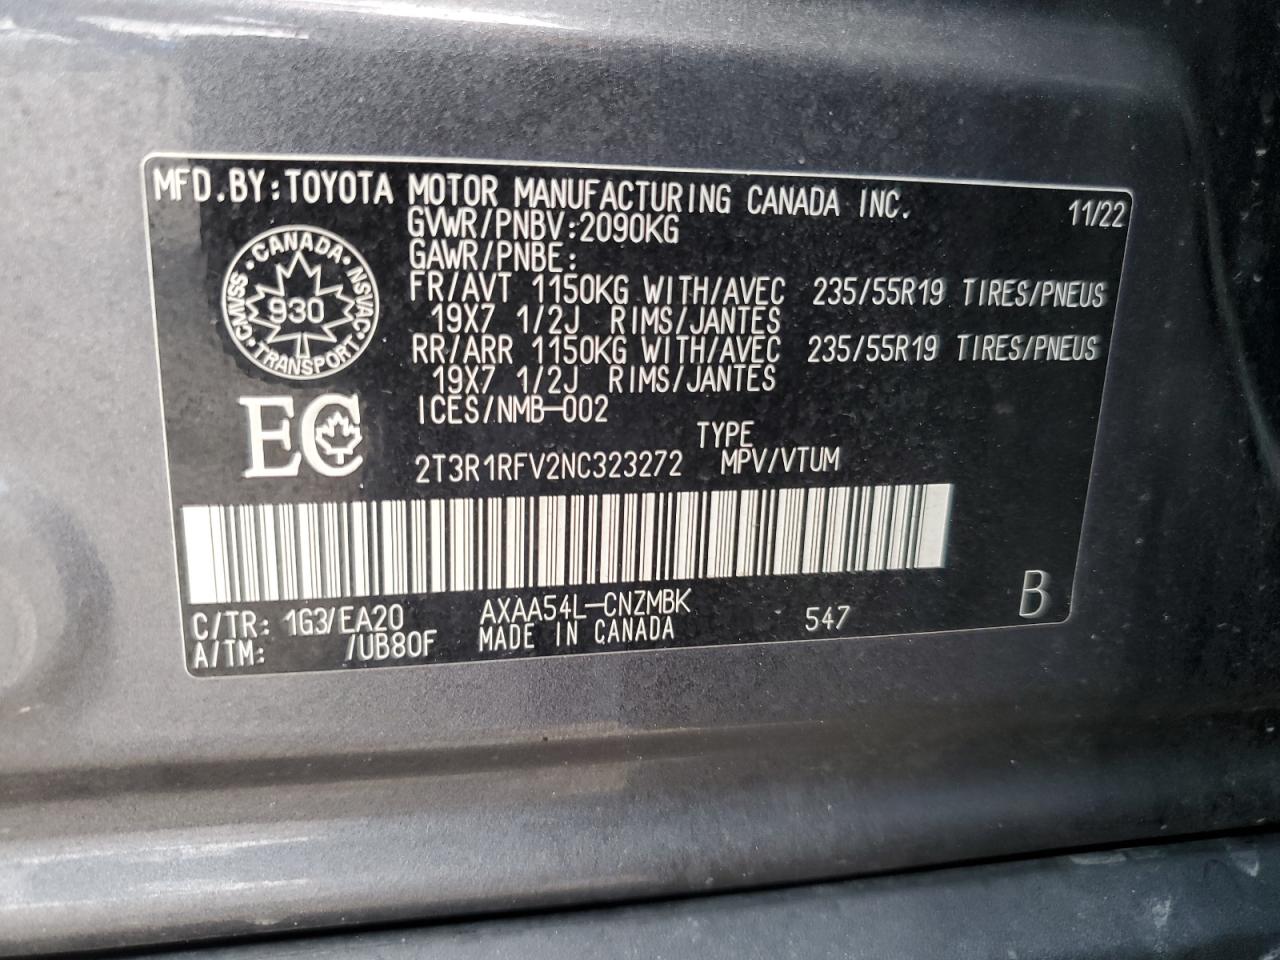 MFD.BY:TOYOTA MOTOR MANUFACTURING CANADA INC. 11/22
GVWR/PNBV:2090KG
GAWR/PNBE:
FR/AVT 1150KG WITH/AVEC 235/55R19 TIRES/PNEUS
19X7 1/2J RIMS/JANTES
RR/ARR 1150KG WITH/AVEC 235/55R19 TIRES/PNEUS
19X7 1/2J RIMS/JANTES
ICES/NMB-002
CMVSS · CANADA · NSVAC · TRANSPORT ·
930
EC
TYPE
2T3R1RFV2NC323272 MPV/VTUM
C/TR: 1G3/EA20 AXAA54L-CNZMBK 547 B
A/TM: /UB80F MADE IN CANADA